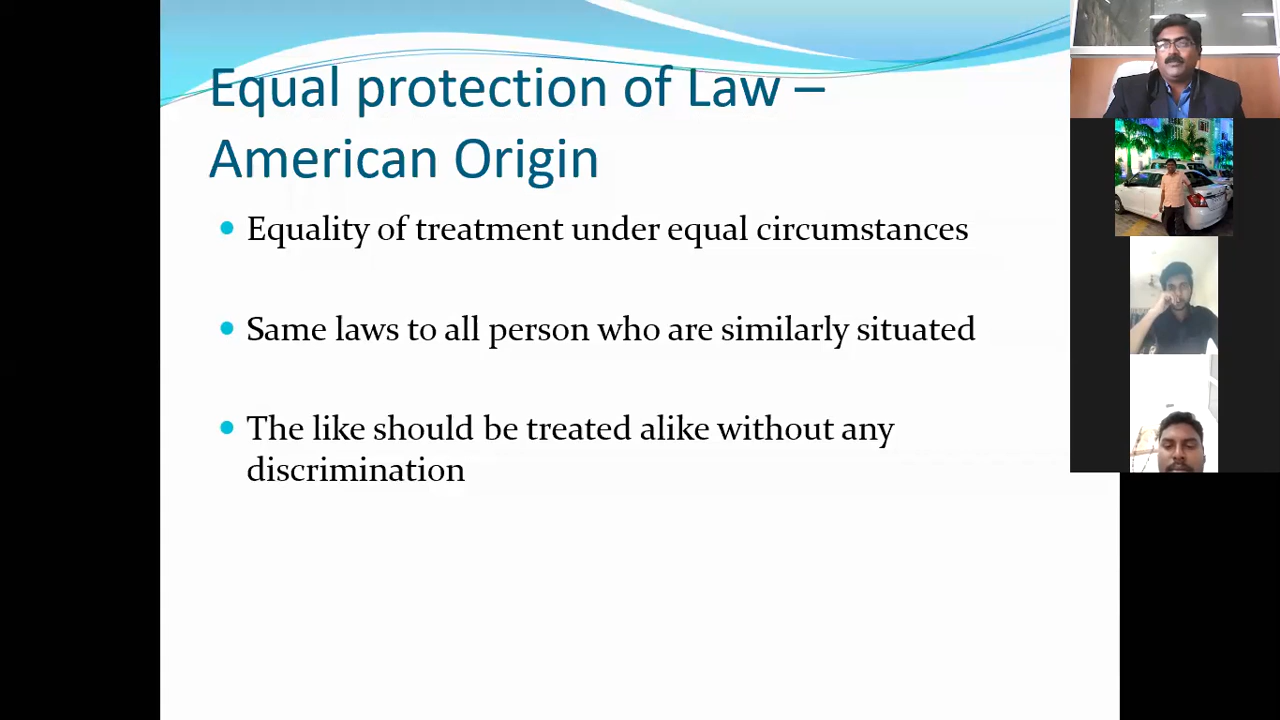 Equal protection of Law –
American Origin
Equality of treatment under equal circumstances
Same laws to all person who are similarly situated
The like should be treated alike without any
discrimination